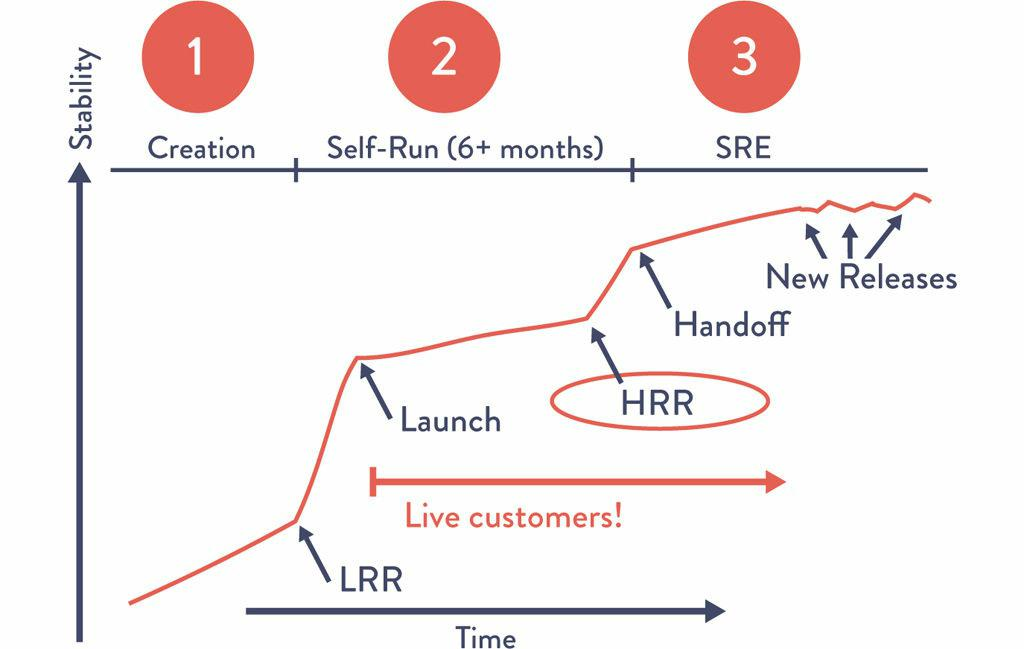 1
2
3
Stability
Creation
Self-Run (6+ months)
SRE
New Releases
Handoff
HRR
Launch
Live customers!
LRR
Time